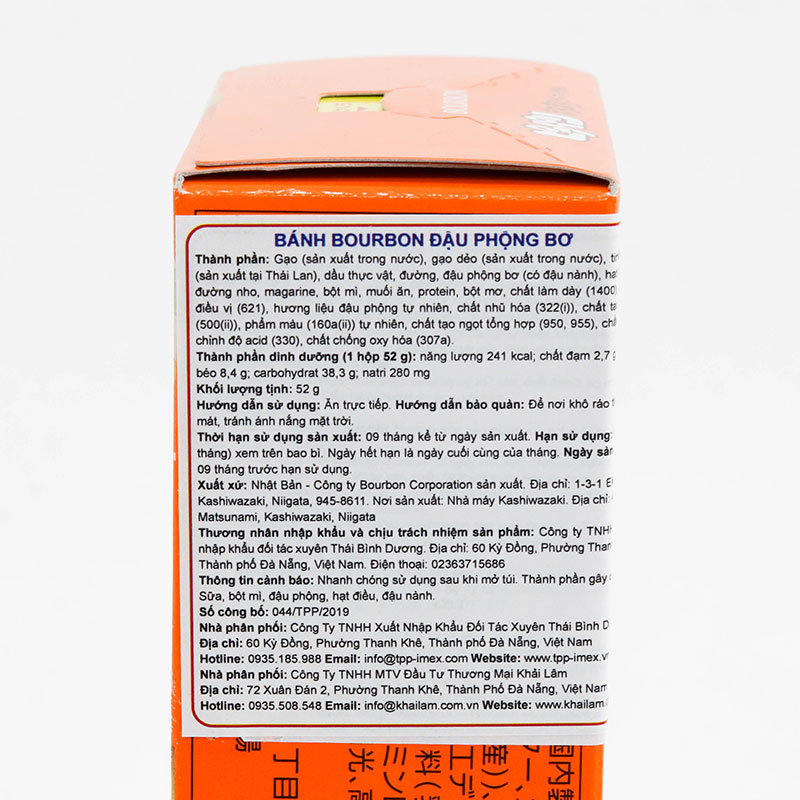 BOURBON
BÁNH BOURBON ĐẬU PHỘNG BƠ
Thành phần: Gạo (sản xuất trong nước), gạo dẻo (sản xuất trong nước),
(sản xuất tại Thái Lan), dầu thực vật, đường, đậu phộng bơ (có đậu nành),
đường nho, magarine, bột mì, muối ăn, protein, bột mơ, chất làm dày (1400)
điều vị (621), hương liệu đậu phộng tự nhiên, chất nhũ hóa (322(i)), chất
(500(ii)), phẩm màu (160a(ii)) tự nhiên, chất tạo ngọt tổng hợp (950, 955),
chỉnh độ acid (330), chất chống oxy hóa (307a).
Thành phần dinh dưỡng (1 hộp 52 g): năng lượng 241 kcal; chất đạm 2,7 g
béo 8,4 g; carbohydrat 38,3 g; natri 280 mg
Khối lượng tịnh: 52 g
Hướng dẫn sử dụng: Ăn trực tiếp. Hướng dẫn bảo quản: Để nơi khô ráo
mát, tránh ánh nắng mặt trời.
Thời hạn sử dụng sản xuất: 09 tháng kể từ ngày sản xuất. Hạn sử dụng:
tháng) xem trên bao bì. Ngày hết hạn là ngày cuối cùng của tháng. Ngày
09 tháng trước hạn sử dụng.
Xuất xứ: Nhật Bản - Công ty Bourbon Corporation sản xuất. Địa chỉ: 1-3-1
Kashiwazaki, Niigata, 945-8611. Nơi sản xuất: Nhà máy Kashiwazaki. Địa chỉ:
Matsunami, Kashiwazaki, Niigata
Thương nhân nhập khẩu và chịu trách nhiệm sản phẩm: Công ty TNHH
nhập khẩu đối tác xuyên Thái Bình Dương. Địa chỉ: 60 Kỳ Đồng, Phường
Thành phố Đà Nẵng, Việt Nam. Điện thoại: 02363715686
Thông tin cảnh báo: Nhanh chóng sử dụng sau khi mở túi. Thành phần gây
Sữa, bột mì, đậu phộng, hạt điều, đậu nành.
Số công bố: 044/TPP/2019
Nhà phân phối: Công Ty TNHH Xuất Nhập Khẩu Đối Tác Xuyên Thái Bình
Địa chỉ: 60 Kỳ Đồng, Phường Thanh Khê, Thành phố Đà Nẵng, Việt Nam
Hotline: 0935.185.988 Email: info@tpp-imex.com Website: www.tpp-imex.
Nhà phân phối: Công Ty TNHH MTV Đầu Tư Thương Mại Khải Lâm
Địa chỉ: 72 Xuân Đán 2, Phường Thanh Khê, Thành Phố Đà Nẵng, Việt Nam
Hotline: 0935.508.548 Email: info@khailam.com.vn Website: www.khailam.
国内製
産)、
エデ
料(
ミン
光、高
丁目